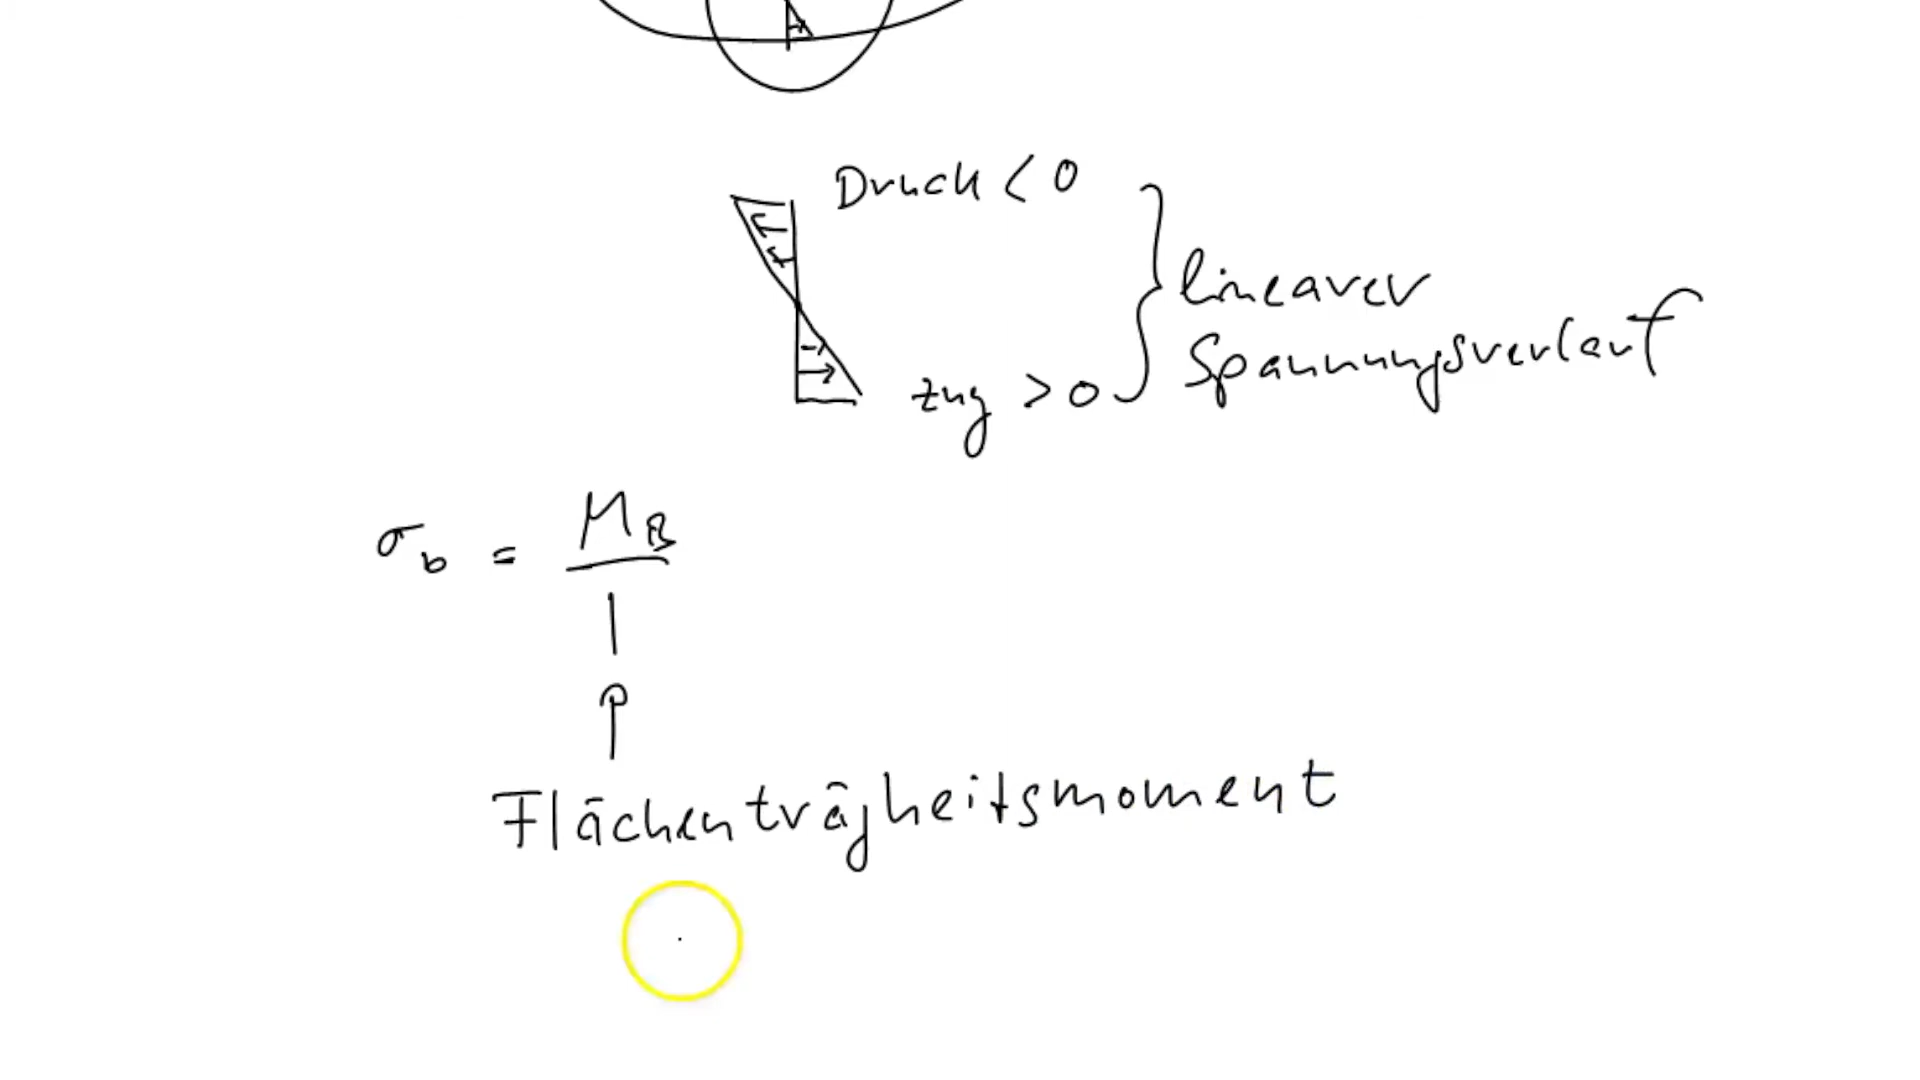 Druck < 0
linearer
Spannungsverlauf
zug > 0
σb = MB
I
Flächenträgheitsmoment